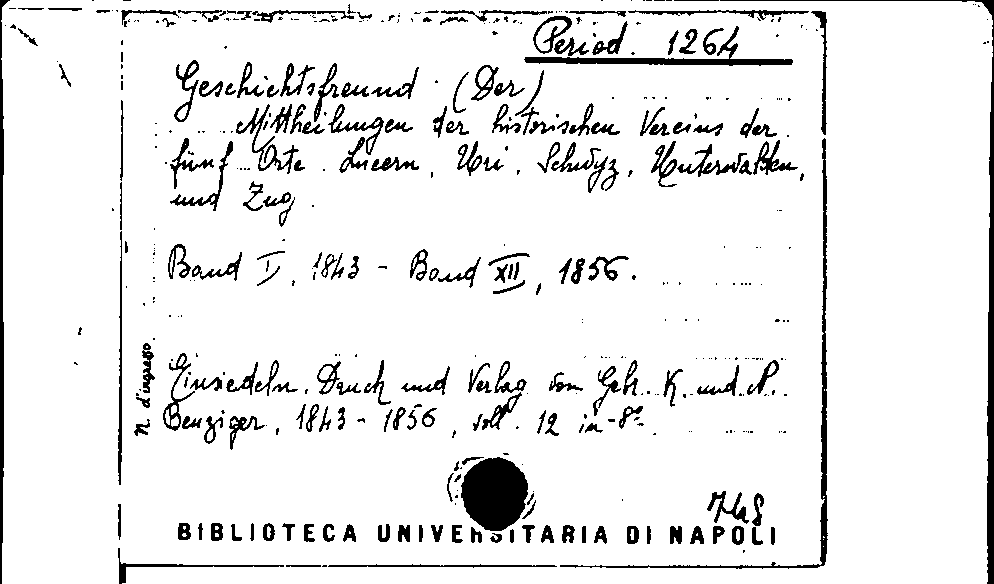 Period. 1264
Geschichtsfreund (Der)
Mittheilungen der historischen Vereins der
fünf Orte. Lucern, Uri, Schwyz, Unterwalden,
und Zug.
Band I, 1843 - Band XII, 1856.
Einsiedeln. Druck und Verlag von Gebr. K. und N.
Benziger, 1843 - 1856, voll. 12 in-8º.
N. d'ingresso
BIBLIOTECA UNIVERSITARIA DI NAPOLI